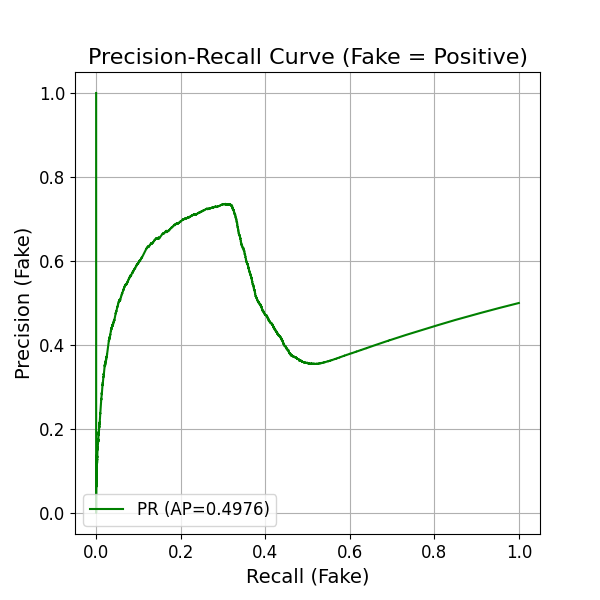 Precision-Recall Curve (Fake = Positive)
1.0
0.8
0.6
0.4
0.2
0.0
Precision (Fake)
PR (AP=0.4976)
0.0 0.2 0.4 0.6 0.8 1.0
Recall (Fake)